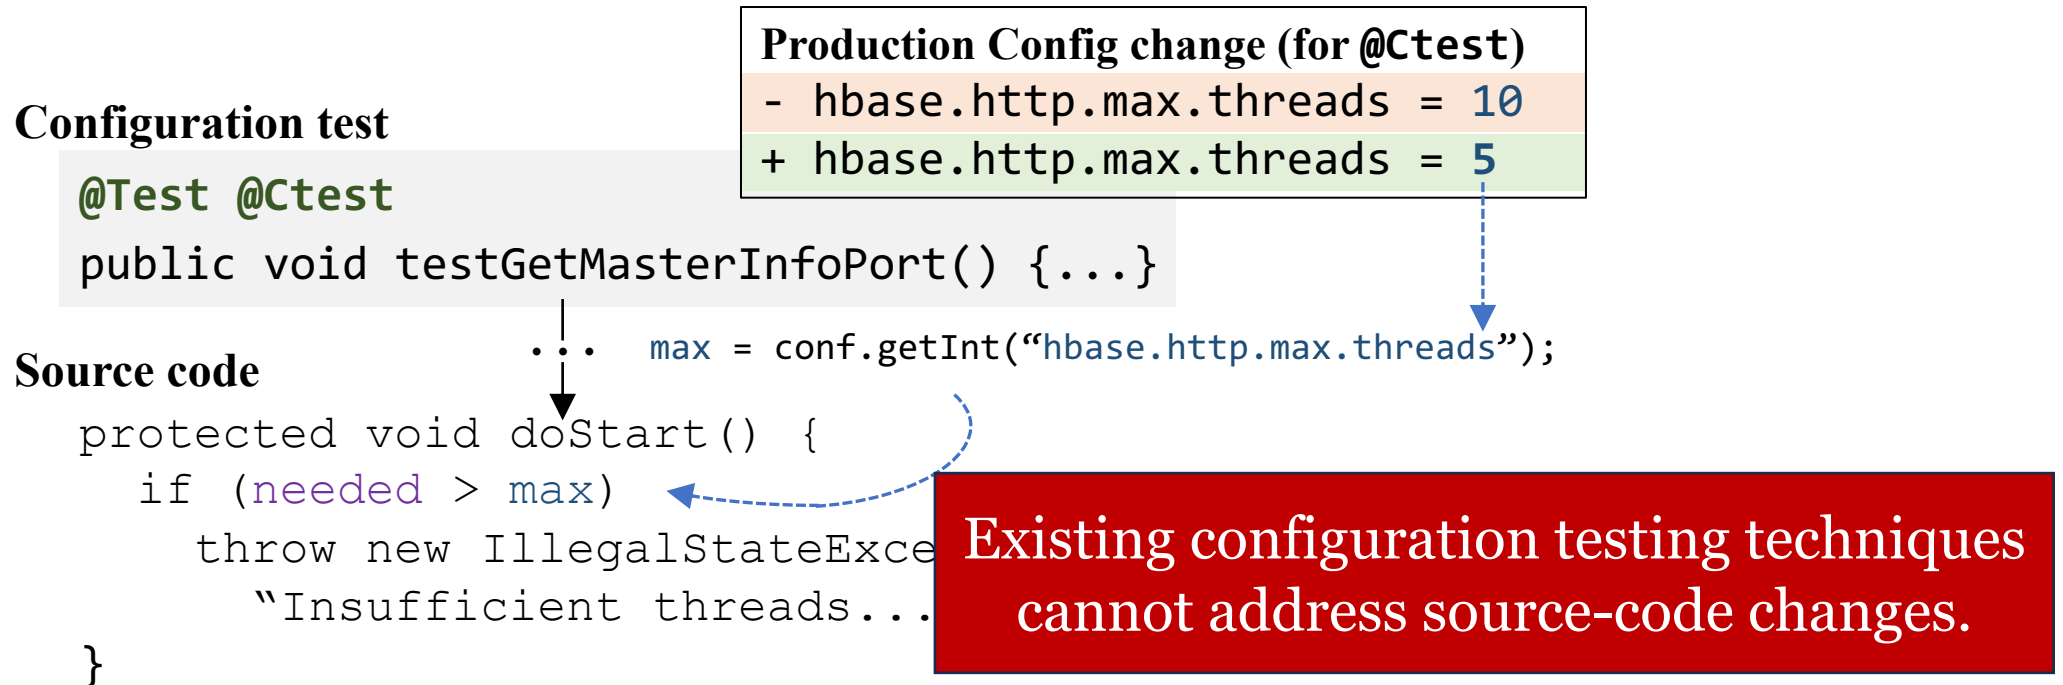 Production Config change (for @Ctest)
- hbase.http.max.threads = 10
+ hbase.http.max.threads = 5
Configuration test
@Test @Ctest
public void testGetMasterInfoPort() {...}
... max = conf.getInt(“hbase.http.max.threads”);
Source code
protected void doStart() {
if (needed > max)
throw new IllegalStateExce
“Insufficient threads...
}
Existing configuration testing techniques
cannot address source-code changes.